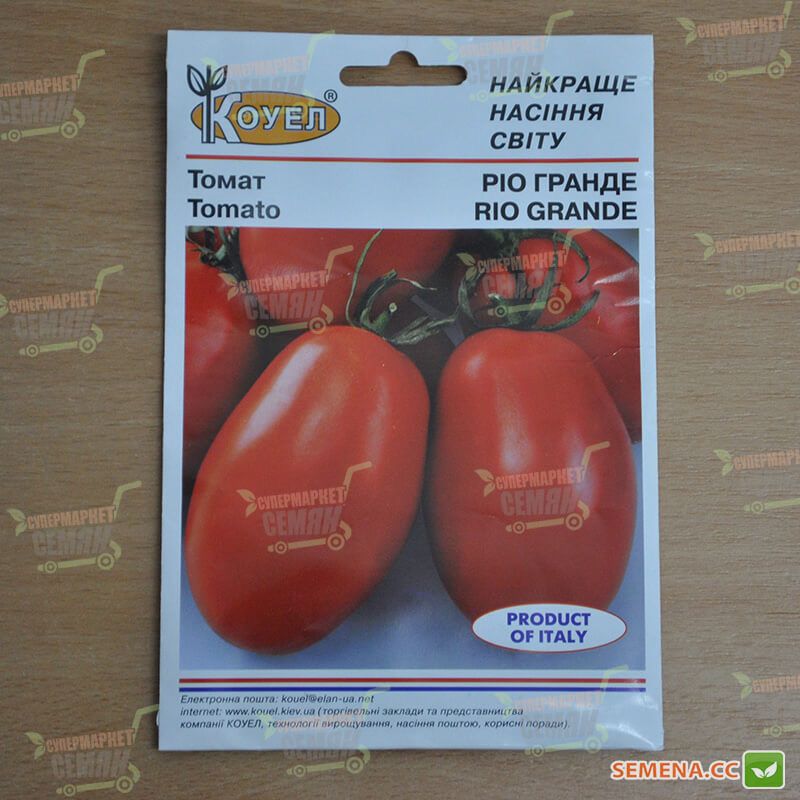 КОУЕЛ®
НАЙКРАЩЕ
НАСІННЯ
СВІТУ
Томат
Tomato
РІО ГРАНДЕ
RIO GRANDE
PRODUCT
OF ITALY
Електронна пошта: kouel@elan-ua.net
internet: www.kouel.kiev.ua (торгівельні заклади та представництва
компанії КОУЕЛ, технології вирощування, насіння поштою, корисні поради).
СУПЕРМАРКЕТ
СЕМЯН
SEMENA.CC